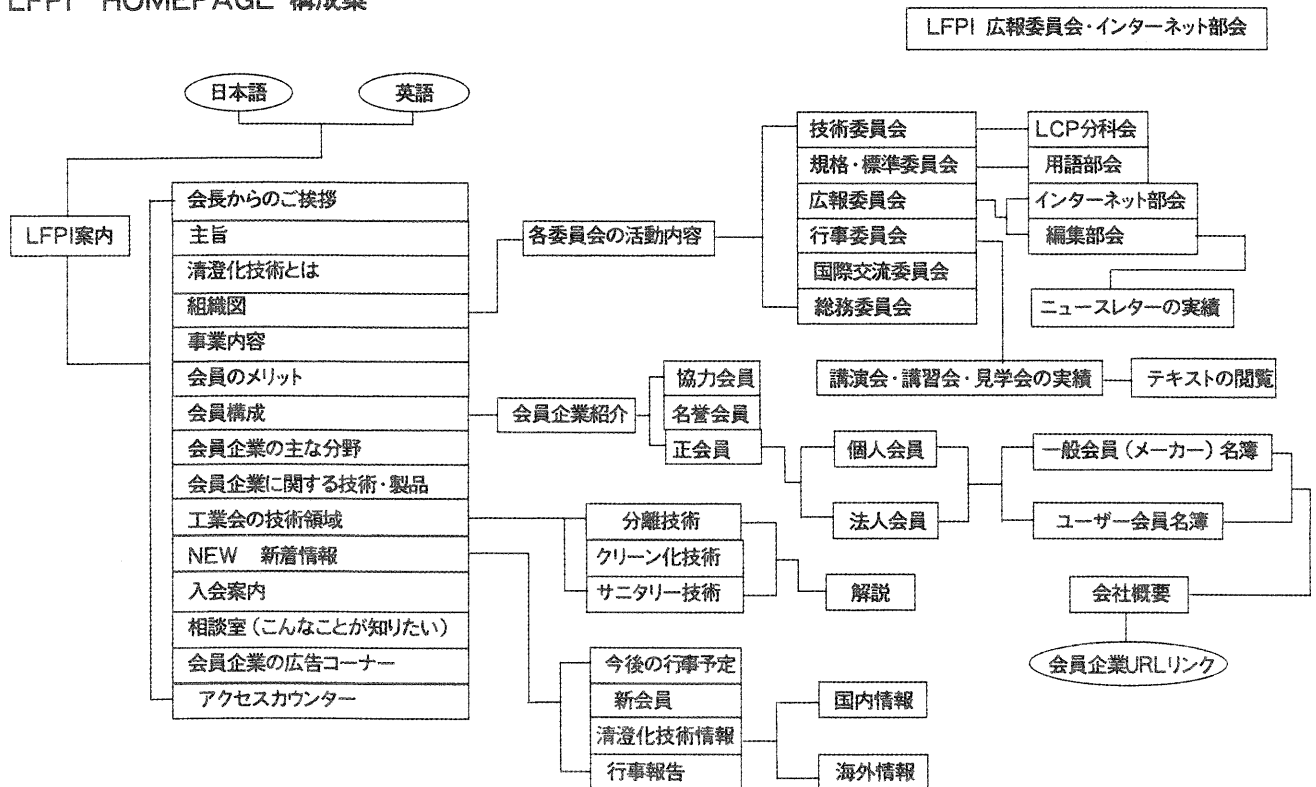 LFPI HOMEPAGE 構成案
LFPI 広報委員会・インターネット部会
日本語
英語
LFPI案内
会長からのご挨拶
主旨
清澄化技術とは
組織図
事業内容
会員のメリット
会員構成
会員企業の主な分野
会員企業に関する技術・製品
工業会の技術領域
NEW 新着情報
入会案内
相談室(こんなことが知りたい)
会員企業の広告コーナー
アクセスカウンター
各委員会の活動内容
技術委員会
規格・標準委員会
広報委員会
行事委員会
国際交流委員会
総務委員会
LCP分科会
用語部会
インターネット部会
編集部会
ニュースレターの実績
講演会・講習会・見学会の実績
テキストの閲覧
会員企業紹介
協力会員
名誉会員
正会員
個人会員
法人会員
一般会員(メーカー)名簿
ユーザー会員名簿
会社概要
会員企業URLリンク
分離技術
クリーン化技術
サニタリー技術
解説
今後の行事予定
新会員
清澄化技術情報
行事報告
国内情報
海外情報